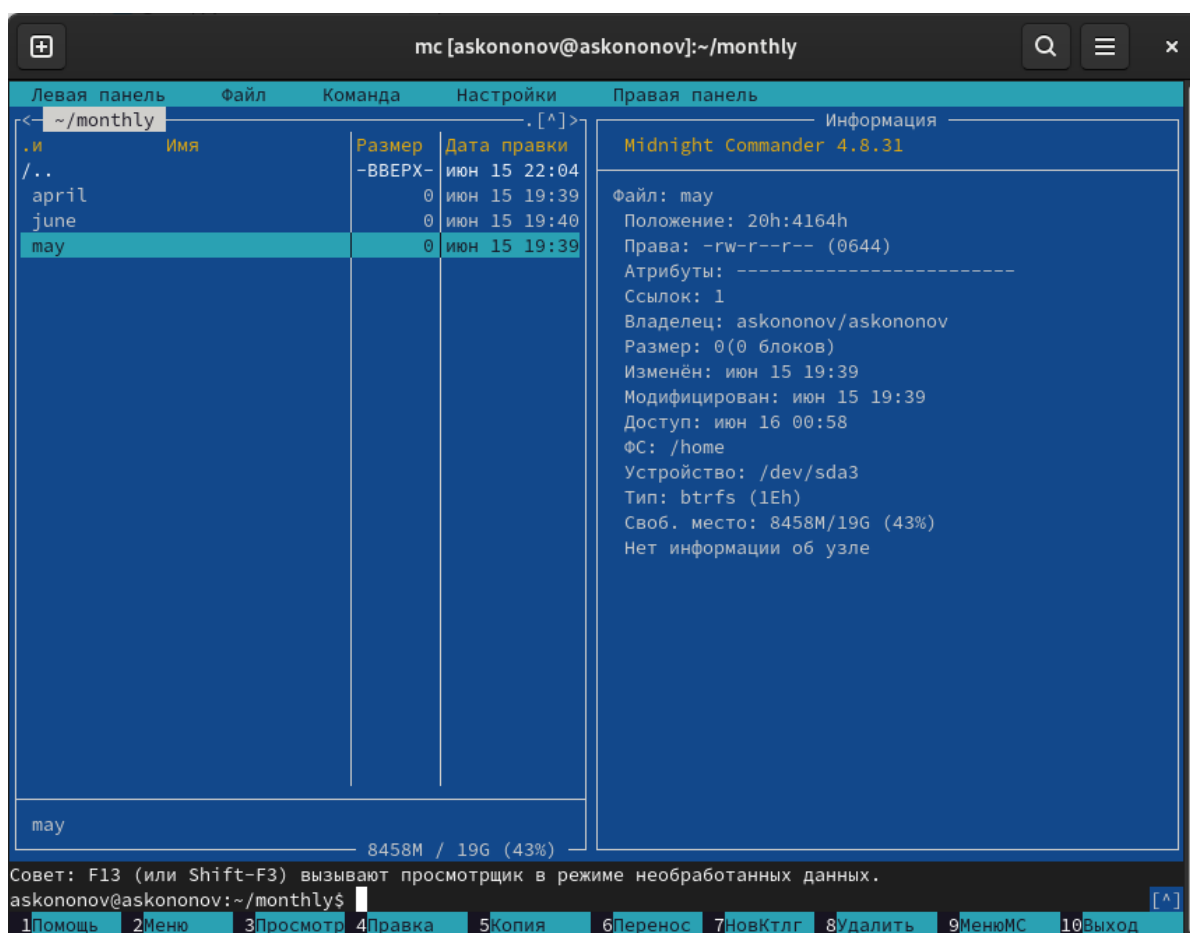 mc [askononov@askononov]:~/monthly
Левая панель Файл Команда Настройки Правая панель
<─ ~/monthly ─.[^]>
.и Имя Размер Дата правки
/.. -ВВЕРХ- июн 15 22:04
april 0 июн 15 19:39
june 0 июн 15 19:40
may 0 июн 15 19:39
may
8458M / 19G (43%)
Информация
Midnight Commander 4.8.31
Файл: may
Положение: 20h:4164h
Права: -rw-r--r-- (0644)
Атрибуты: -------------------------
Ссылок: 1
Владелец: askononov/askononov
Размер: 0(0 блоков)
Изменён: июн 15 19:39
Модифицирован: июн 15 19:39
Доступ: июн 16 00:58
ФС: /home
Устройство: /dev/sda3
Тип: btrfs (1Eh)
Своб. место: 8458M/19G (43%)
Нет информации об узле
Совет: F13 (или Shift-F3) вызывают просмотрщик в режиме необработанных данных.
askononov@askononov:~/monthly$ [^]
1Помощь 2Меню 3Просмотр 4Правка 5Копия 6Перенос 7НовКтлг 8Удалить 9МенюMC 10Выход